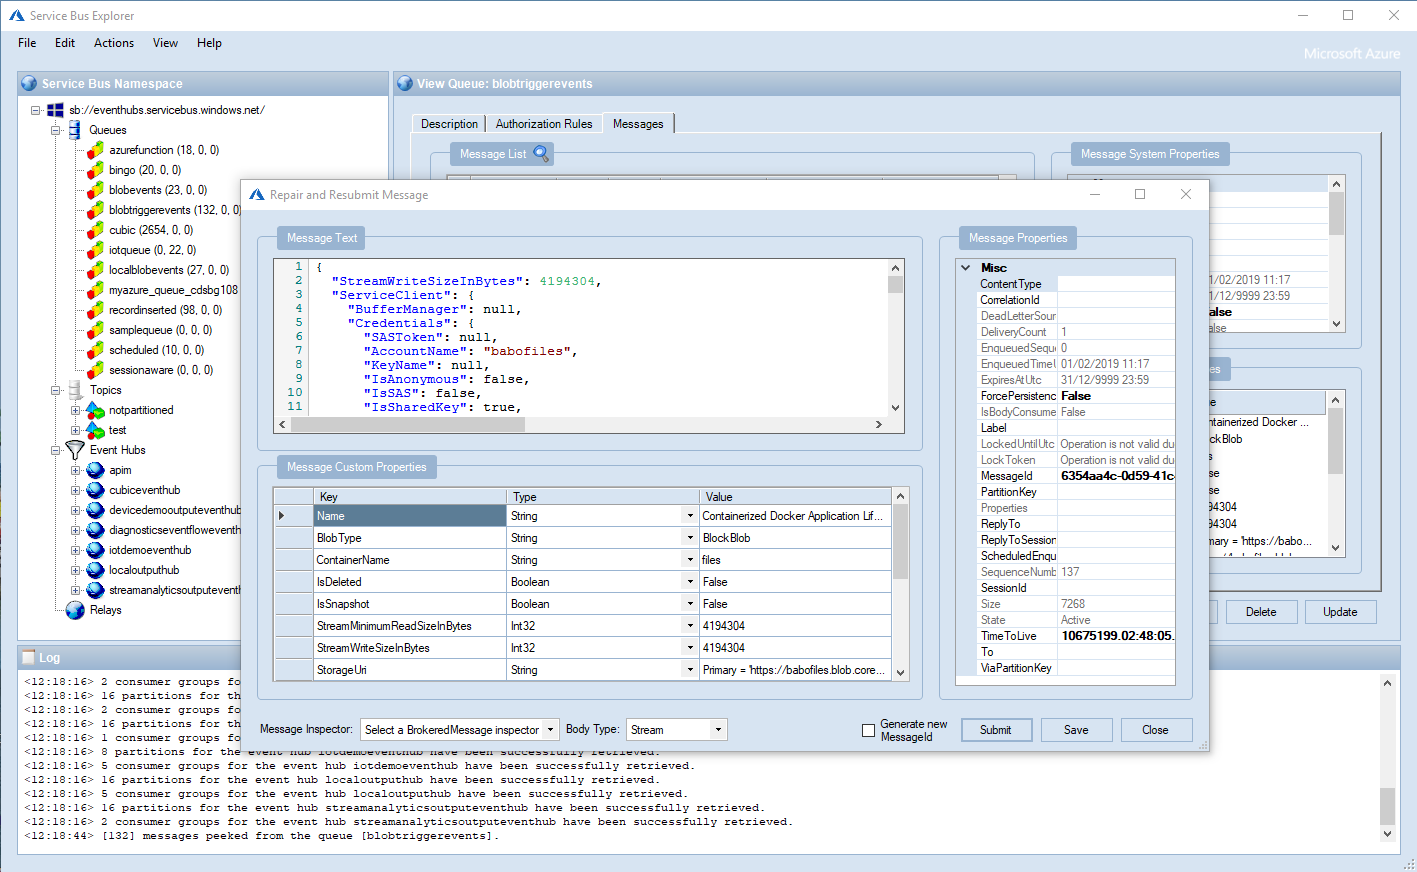 Service Bus Explorer
File Edit Actions View Help
Microsoft Azure
Service Bus Namespace
sb://eventhubs.servicebus.windows.net/
Queues
azurefunction (18, 0, 0)
bingo (20, 0, 0)
blobevents (23, 0, 0)
blobtriggerevents (132, 0, 0)
cubic (2654, 0, 0)
iotqueue (0, 22, 0)
localblobevents (27, 0, 0)
myazure_queue_cdsbg108
recordinserted (98, 0, 0)
samplequeue (0, 0, 0)
scheduled (10, 0, 0)
sessionaware (0, 0, 0)
Topics
notpartitioned
test
Event Hubs
apim
cubiceventhub
devicedemooutputeventhub
diagnosticseventfloweventh
iotdemoeventhub
localoutputhub
streamanalyticsoutputeventh
Relays
View Queue: blobtriggerevents
Description Authorization Rules Messages
Message List
Message System Properties
1/02/2019 11:17
1/12/9999 23:59
alse
alse
es
e
tainerized Docker ...
ckBlob
s
se
se
94304
94304
mary = 'https://babo...
Delete Update
Repair and Resubmit Message
Message Text
1 {
2 "StreamWriteSizeInBytes": 4194304,
3 "ServiceClient": {
4 "BufferManager": null,
5 "Credentials": {
6 "SASToken": null,
7 "AccountName": "babofiles",
8 "KeyName": null,
9 "IsAnonymous": false,
10 "IsSAS": false,
11 "IsSharedKey": true,
Message Custom Properties
Key Type Value
Name String Containerized Docker Application Lif...
BlobType String BlockBlob
ContainerName String files
IsDeleted Boolean False
IsSnapshot Boolean False
StreamMinimumReadSizeInBytes Int32 4194304
StreamWriteSizeInBytes Int32 4194304
StorageUri String Primary = 'https://babofiles.blob.core...
Message Properties
Misc
ContentType
CorrelationId
DeadLetterSour
DeliveryCount 1
EnqueuedSeque 0
EnqueuedTimeU 01/02/2019 11:17
ExpiresAtUtc 31/12/9999 23:59
ForcePersistenc False
IsBodyConsume False
Label
LockedUntilUtc Operation is not valid du
LockToken Operation is not valid du
MessageId 6354aa4c-0d59-41c
PartitionKey
Properties
ReplyTo
ReplyToSession
ScheduledEnqu
SequenceNumb 137
SessionId
Size 7268
State Active
TimeToLive 10675199.02:48:05.
To
ViaPartitionKey
Message Inspector: Select a BrokeredMessage inspector Body Type: Stream
Generate new MessageId
Submit Save Close
Log
<12:18:16> 2 consumer groups fo
<12:18:16> 16 partitions for th
<12:18:16> 2 consumer groups fo
<12:18:16> 16 partitions for th
<12:18:16> 1 consumer groups fo
<12:18:16> 8 partitions for the event hub iotdemoeventhub have been successfully retrieved.
<12:18:16> 5 consumer groups for the event hub iotdemoeventhub have been successfully retrieved.
<12:18:16> 16 partitions for the event hub localoutputhub have been successfully retrieved.
<12:18:16> 5 consumer groups for the event hub localoutputhub have been successfully retrieved.
<12:18:16> 16 partitions for the event hub streamanalyticsoutputeventhub have been successfully retrieved.
<12:18:16> 2 consumer groups for the event hub streamanalyticsoutputeventhub have been successfully retrieved.
<12:18:44> [132] messages peeked from the queue [blobtriggerevents].